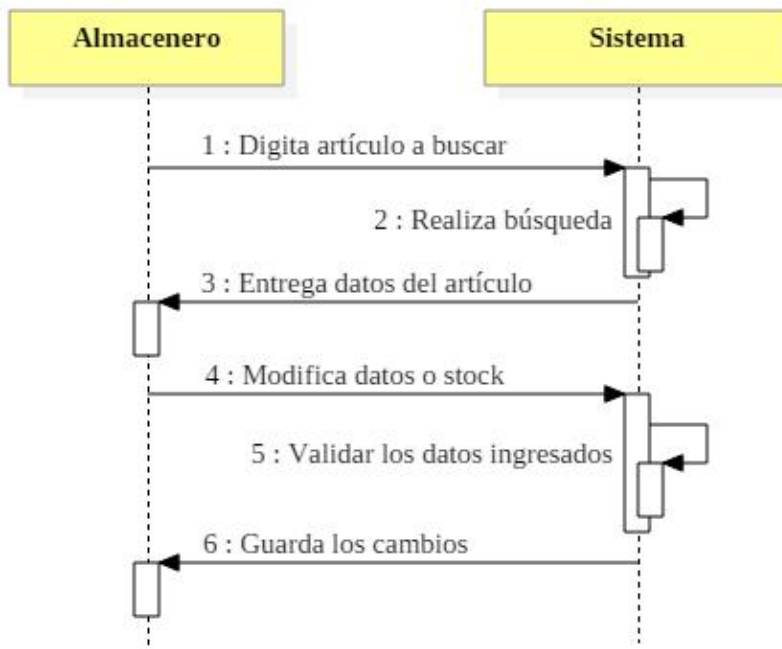 Almacenero
Sistema
1 : Digita artículo a buscar
2 : Realiza búsqueda
3 : Entrega datos del artículo
4 : Modifica datos o stock
5 : Validar los datos ingresados
6 : Guarda los cambios